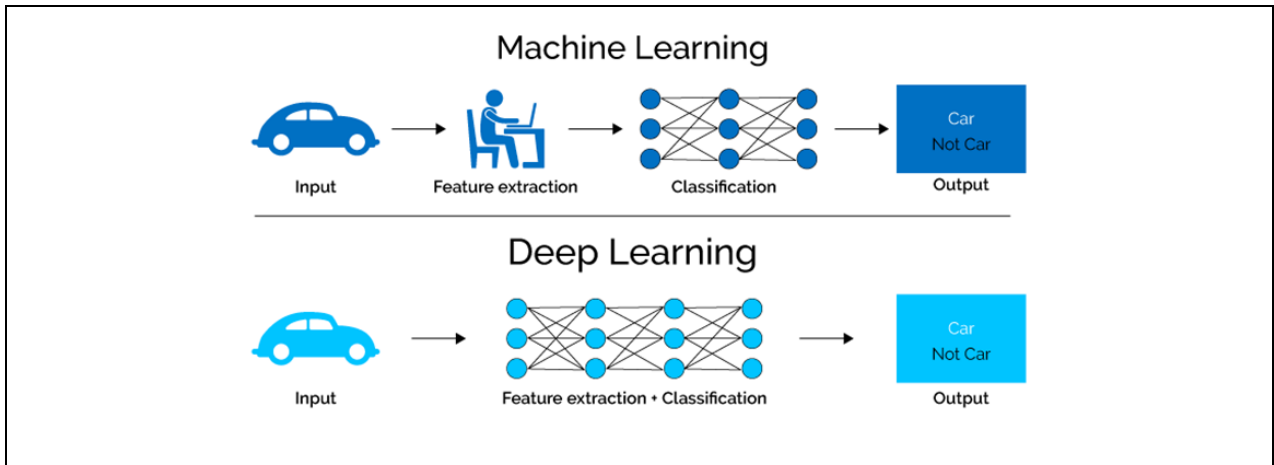 Machine Learning
Car
Not Car
Input
Feature extraction
Classification
Output
Deep Learning
Car
Not Car
Input
Feature extraction + Classification
Output